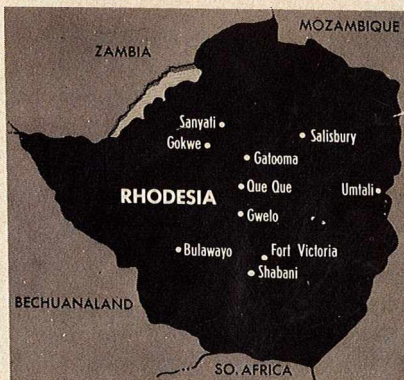 MOZAMBIQUE
ZAMBIA
Sanyati
Salisbury
Gokwe
Gatooma
Que Que
Umtali
RHODESIA
Gwelo
Bulawayo
Fort Victoria
Shabani
BECHUANALAND
SO. AFRICA